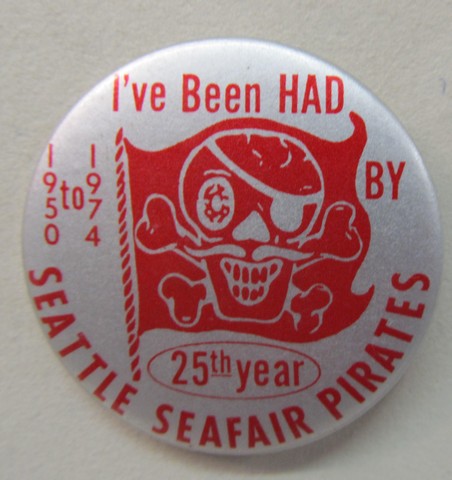 I've Been HAD
BY
1950 to 1974
25th year
SEATTLE SEAFAIR PIRATES